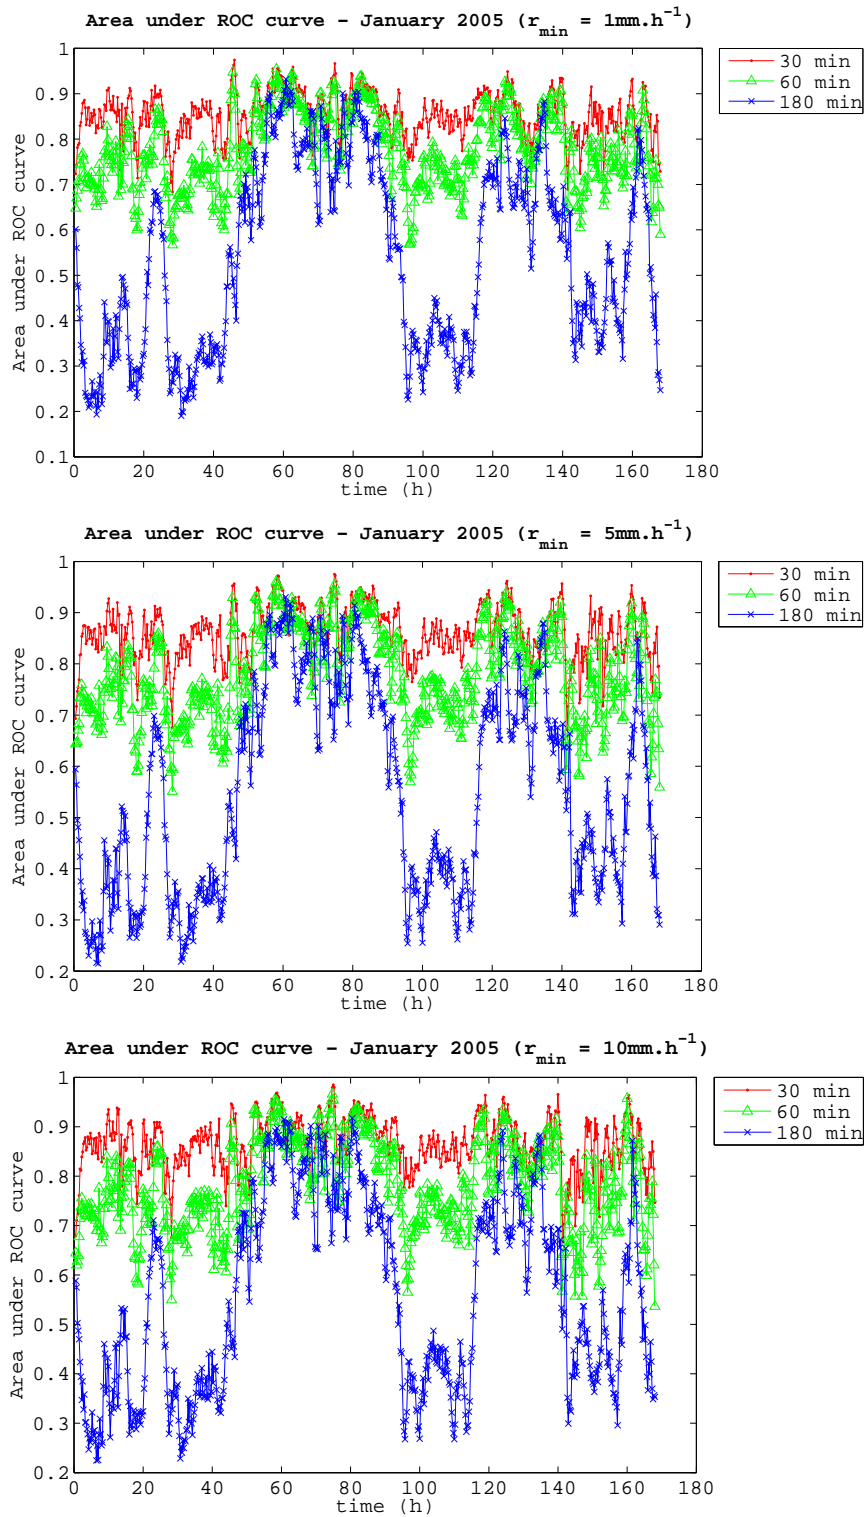 Area under ROC curve – January 2005 (r_min = 1mm.h⁻¹)
1
0.9
0.8
0.7
0.6
0.5
0.4
0.3
0.2
0.1
Area under ROC curve
0 20 40 60 80 100 120 140 160 180
time (h)
30 min
60 min
180 min
Area under ROC curve – January 2005 (r_min = 5mm.h⁻¹)
1
0.9
0.8
0.7
0.6
0.5
0.4
0.3
0.2
Area under ROC curve
0 20 40 60 80 100 120 140 160 180
time (h)
30 min
60 min
180 min
Area under ROC curve – January 2005 (r_min = 10mm.h⁻¹)
1
0.9
0.8
0.7
0.6
0.5
0.4
0.3
0.2
Area under ROC curve
0 20 40 60 80 100 120 140 160 180
time (h)
30 min
60 min
180 min